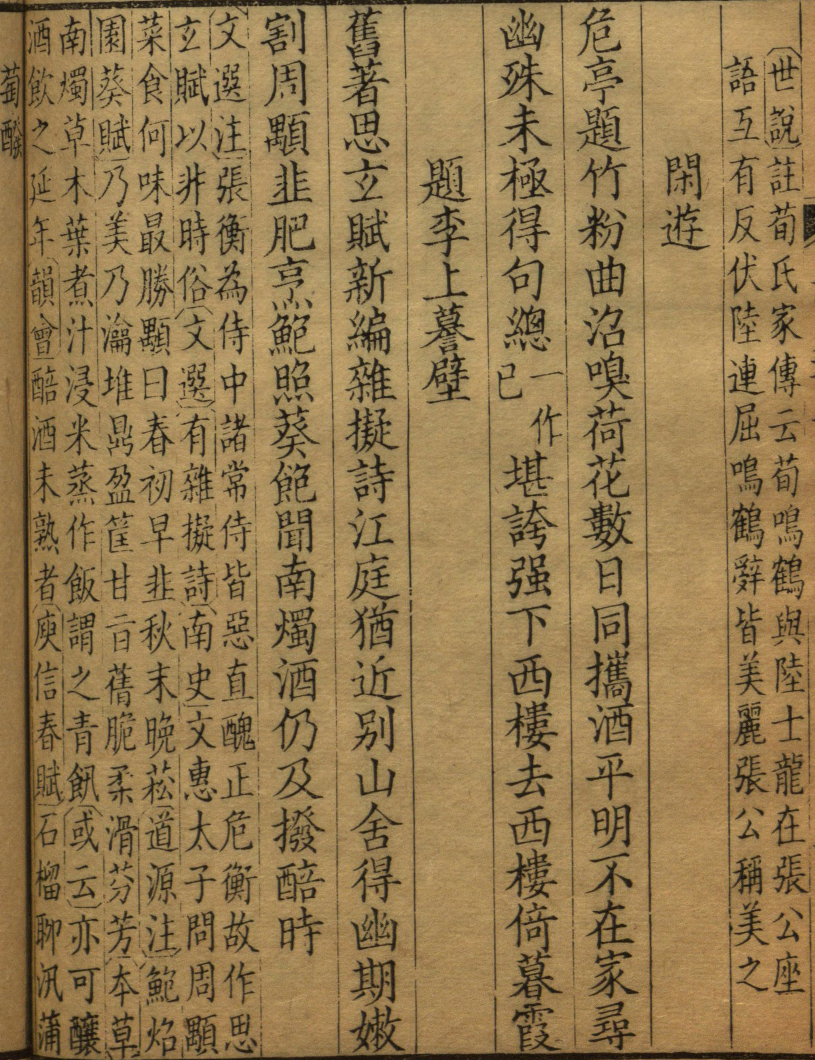 世說註荀氏家傳云荀鳴鶴與陸士龍在張公座
語互有反伏陸連屈鳴鶴辭皆美麗張公稱美之
閑遊
危亭題竹粉曲沼嗅荷花數日同攜酒平明不在家尋
幽殊未極得句總一作已堪誇强下西樓去西樓倚暮霞
題李上謩壁
舊著思玄賦新編雜擬詩江庭猶近别山舍得幽期嫩
割周顒韭肥烹鮑照葵飽聞南燭酒仍及撥醅時
文選注張衡為侍中諸常侍皆惡直醜正危衡故作思
玄賦以非時俗文選有雜擬詩南史文惠太子問周顒
菜食何味最勝顒曰春初早韭秋末晚菘道源注鮑炤
園葵賦乃美乃瀹堆鼎盈筐甘旨蒨脆柔滑芬芳本草
南燭草木葉煮汁浸米蒸作飯謂之青飢或云亦可釀
酒飲之延年韻會醅酒未熟者庾信春賦石榴聊汎蒲
萄醱